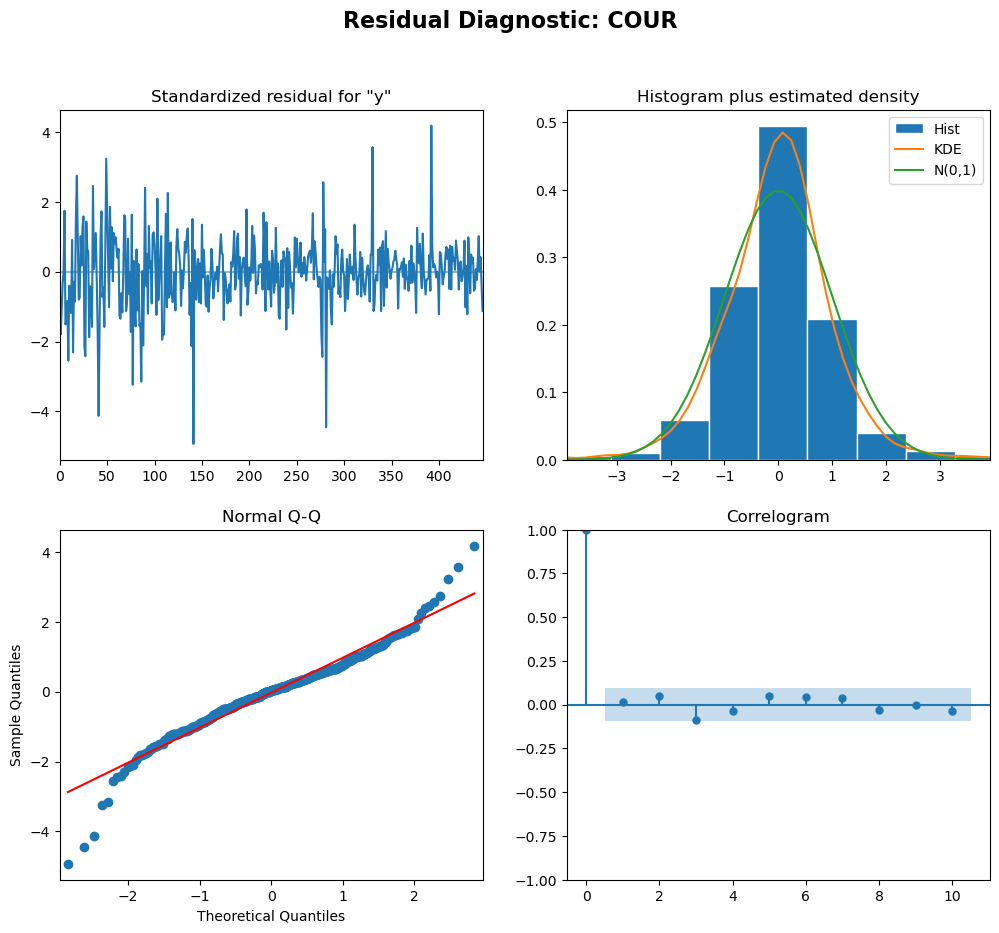 Residual Diagnostic: COUR
Standardized residual for "y"
4
2
0
−2
−4
0 50 100 150 200 250 300 350 400
Histogram plus estimated density
Hist
KDE
N(0,1)
0.5
0.4
0.3
0.2
0.1
0.0
−3 −2 −1 0 1 2 3
Normal Q-Q
Sample Quantiles
4
2
0
−2
−4
−2 −1 0 1 2
Theoretical Quantiles
Correlogram
1.00
0.75
0.50
0.25
0.00
−0.25
−0.50
−0.75
−1.00
0 2 4 6 8 10